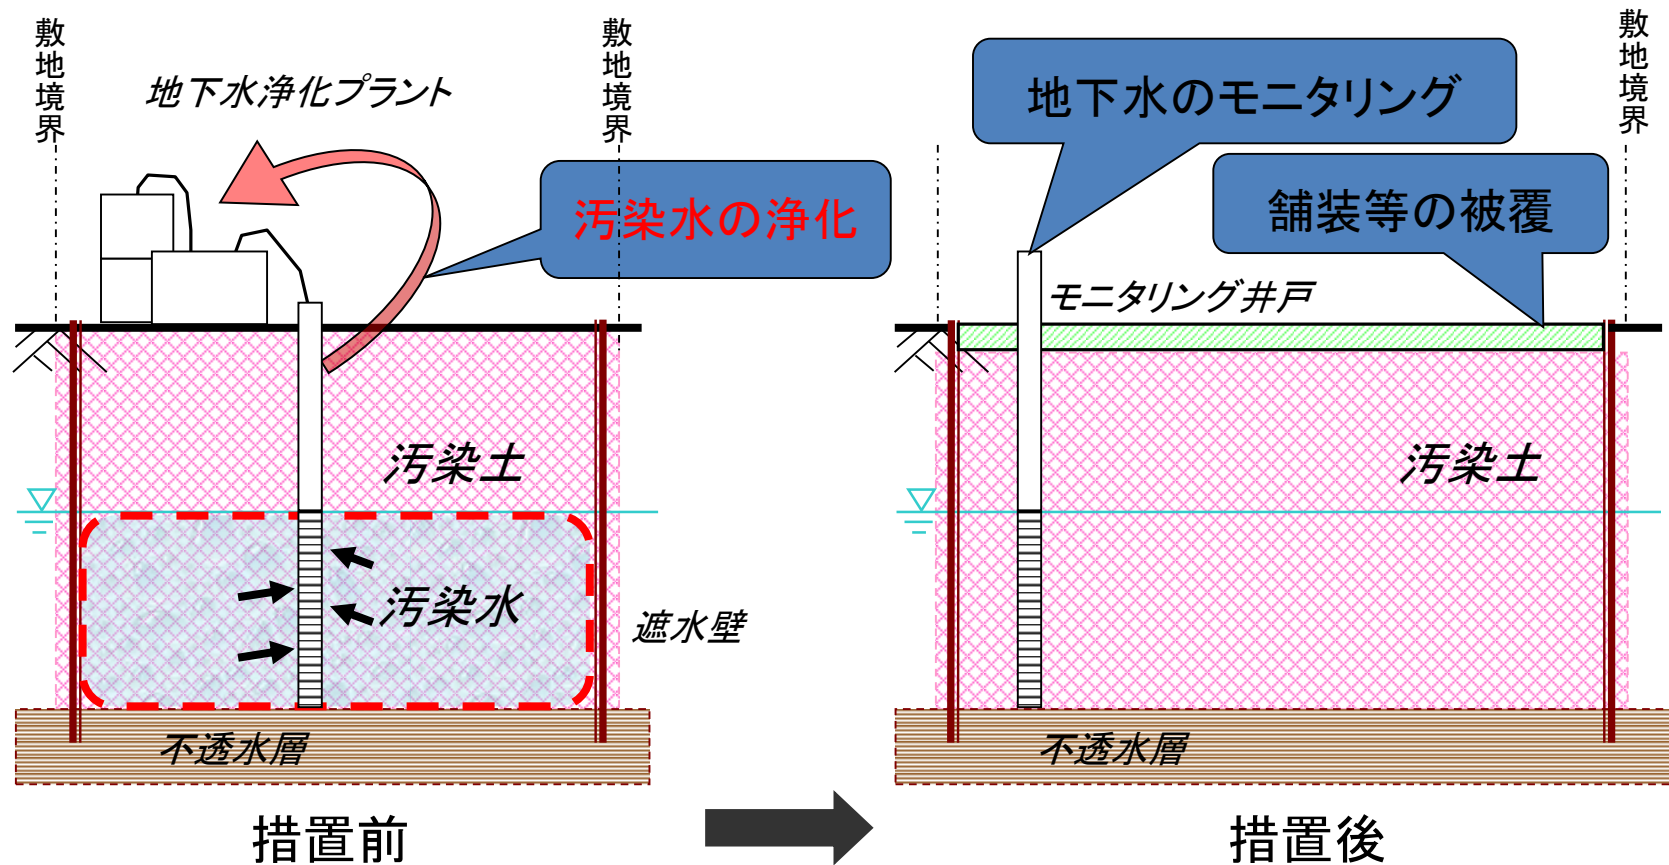 敷地境界
地下水浄化プラント
敷地境界
汚染水の浄化
汚染土
汚染水
遮水壁
不透水層
措置前
地下水のモニタリング
敷地境界
舗装等の被覆
モニタリング井戸
汚染土
不透水層
措置後